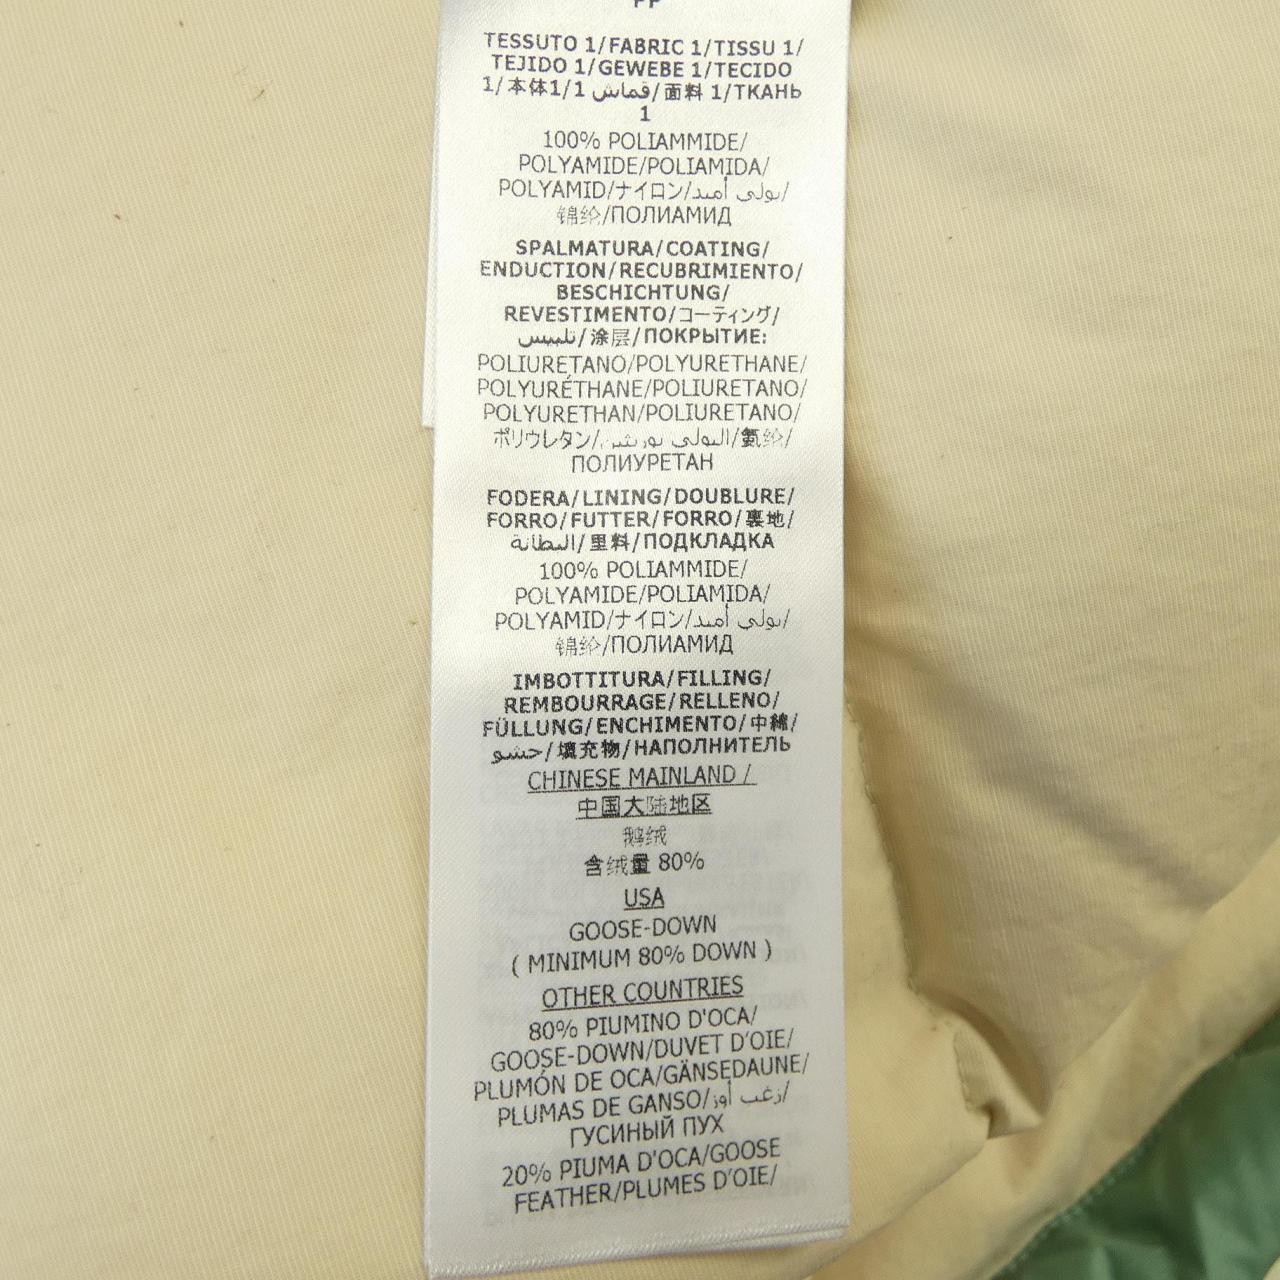 TESSUTO 1/FABRIC 1/TISSU 1/
TEJIDO 1/GEWEBE 1/TECIDO
1/本体1/1 قماش/面料 1/ТКАНЬ
1
100% POLIAMMIDE/
POLYAMIDE/POLIAMIDA/
POLYAMID/ナイロン/بولي أميد/
锦纶/ПОЛИАМИД
SPALMATURA/COATING/
ENDUCTION/RECUBRIMIENTO/
BESCHICHTUNG/
REVESTIMENTO/コーティング/
تلبيس/涂层/ПОКРЫТИЕ:
POLIURETANO/POLYURETHANE/
POLYURÉTHANE/POLIURETANO/
POLYURETHAN/POLIURETANO/
ポリウレタン/البولي يوريثين/氨纶/
ПОЛИУРЕТАН
FODERA/LINING/DOUBLURE/
FORRO/FUTTER/FORRO/裏地/
البطانة/里料/ПОДКЛАДКА
100% POLIAMMIDE/
POLYAMIDE/POLIAMIDA/
POLYAMID/ナイロン/بولي أميد/
锦纶/ПОЛИАМИД
IMBOTTITURA/FILLING/
REMBOURRAGE/RELLENO/
FÜLLUNG/ENCHIMENTO/中綿/
حشو/填充物/НАПОЛНИТЕЛЬ
CHINESE MAINLAND /
中国大陆地区
鹅绒
含绒量 80%
USA
GOOSE-DOWN
( MINIMUM 80% DOWN )
OTHER COUNTRIES
80% PIUMINO D'OCA/
GOOSE-DOWN/DUVET D'OIE/
PLUMÓN DE OCA/GÄNSEDAUNE/
PLUMAS DE GANSO/زغب أوز/
ГУСИНЫЙ ПУХ
20% PIUMA D'OCA/GOOSE
FEATHER/PLUMES D'OIE/